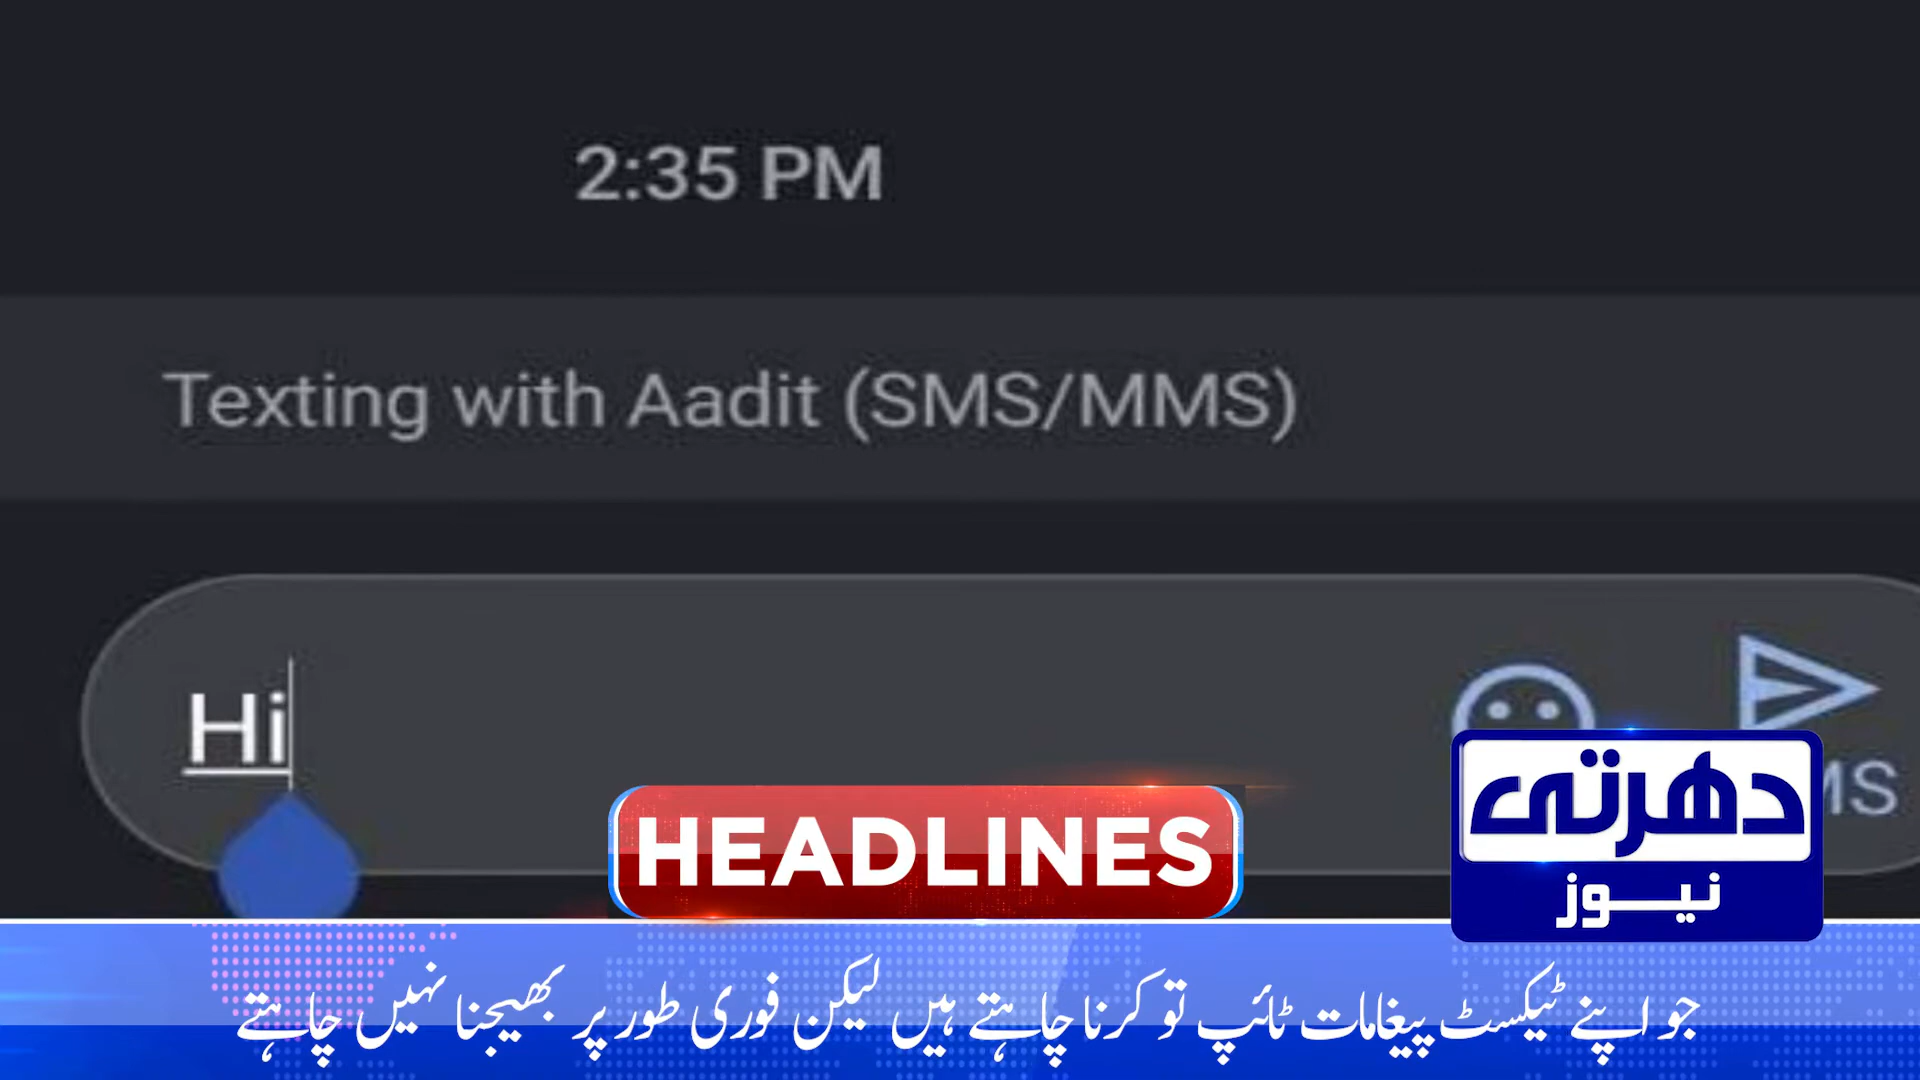 2:35 PM
Texting with Aadit (SMS/MMS)
Hi
HEADLINES
دھرتی
نیوز
جو اپنے ٹیکسٹ پیغامات ٹائپ تو کرنا چاہتے ہیں لیکن فوری طور پر بھیجنا نہیں چاہتے